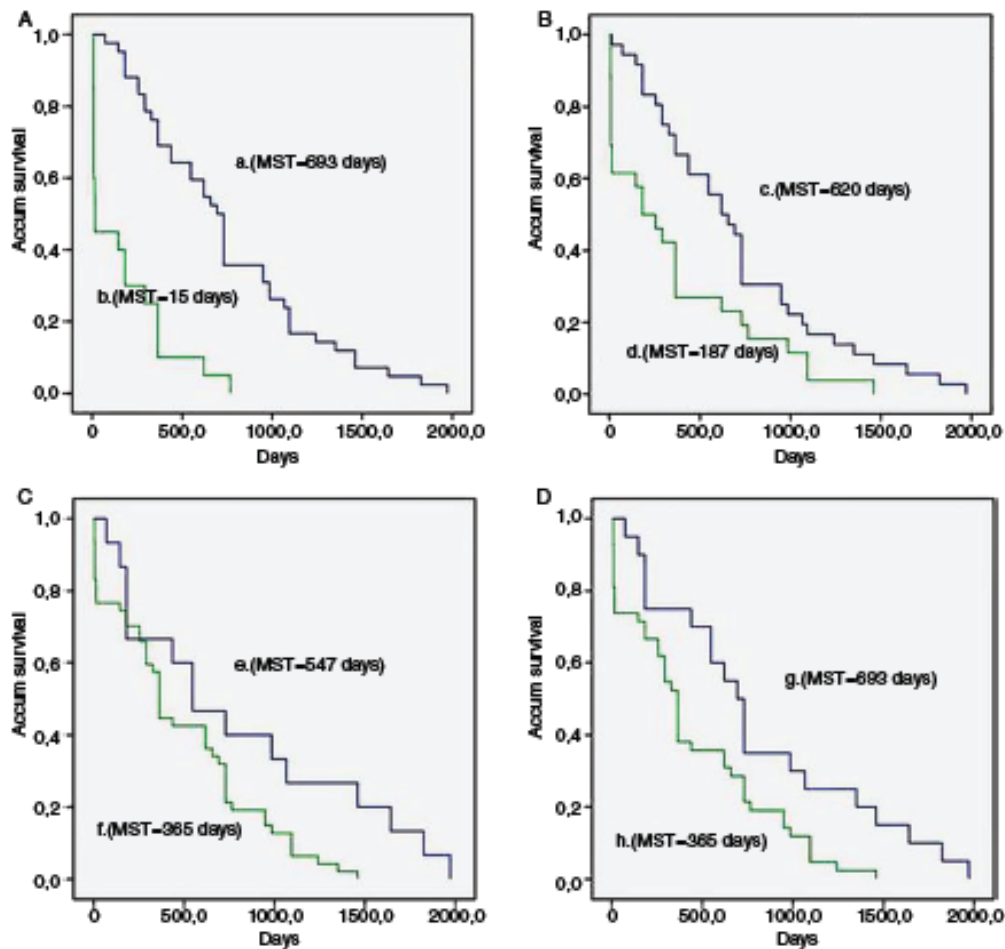 A
Accum survival
1,0
0,8
0,6
0,4
0,2
0,0
a.(MST=693 days)
b.(MST=15 days)
0 500,0 1000,0 1500,0 2000,0
Days
B
Accum survival
1,0
0,8
0,6
0,4
0,2
0,0
c.(MST=620 days)
d.(MST=187 days)
0 500,0 1000,0 1500,0 2000,0
Days
C
Accum survival
1,0
0,8
0,6
0,4
0,2
0,0
e.(MST=547 days)
f.(MST=365 days)
0 500,0 1000,0 1500,0 2000,0
Days
D
Accum survival
1,0
0,8
0,6
0,4
0,2
0,0
g.(MST=693 days)
h.(MST=365 days)
0 500,0 1000,0 1500,0 2000,0
Days